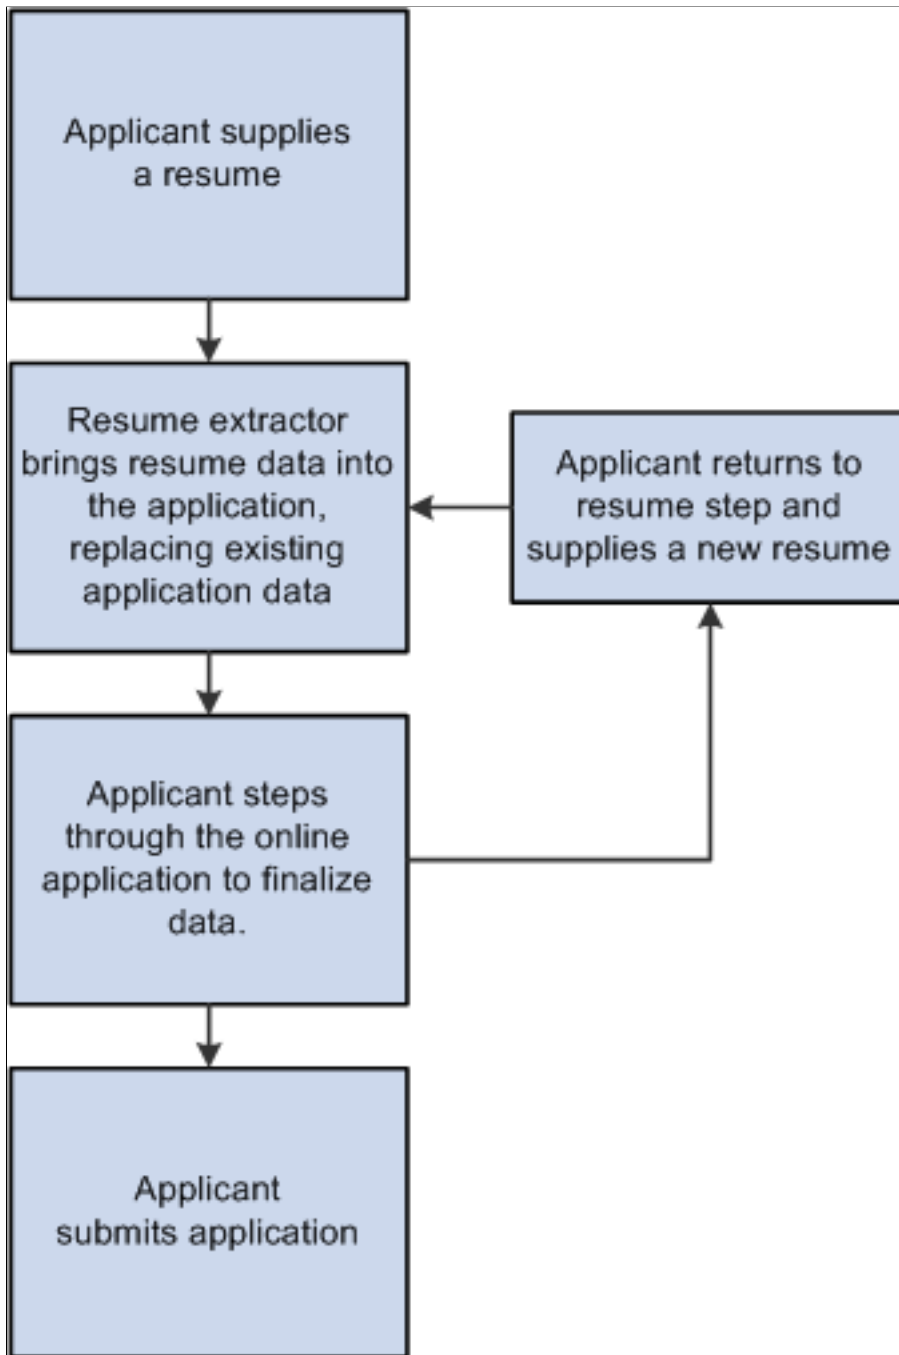 Applicant supplies
a resume
Resume extractor
brings resume data into
the application,
replacing existing
application data
Applicant returns to
resume step and
supplies a new resume
Applicant steps
through the online
application to finalize
data.
Applicant
submits application